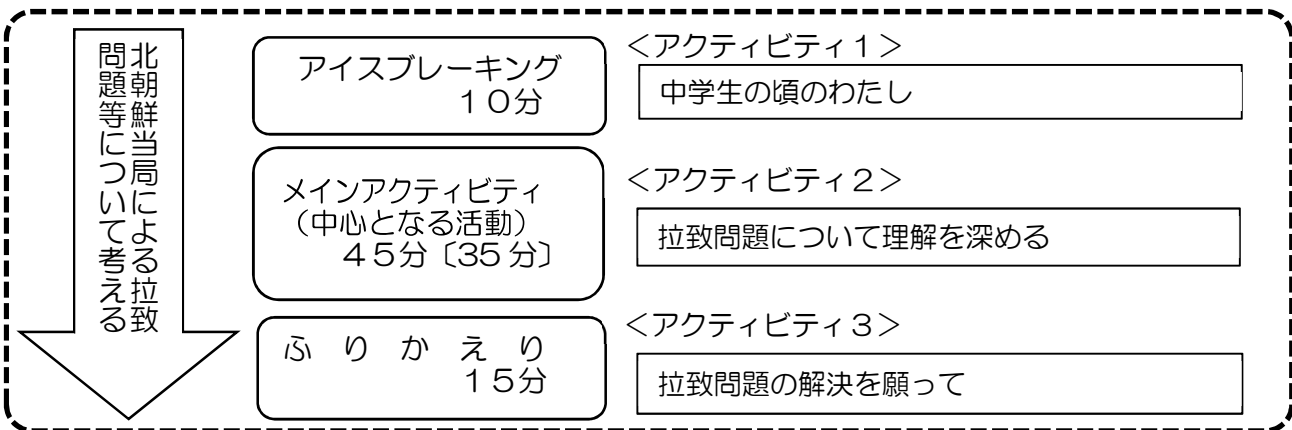 北朝鮮当局による拉致
問題等について考える
アイスブレーキング
１０分
＜アクティビティ１＞
中学生の頃のわたし
メインアクティビティ
（中心となる活動）
４５分〔35 分〕
＜アクティビティ２＞
拉致問題について理解を深める
ふ り か え り
１５分
＜アクティビティ３＞
拉致問題の解決を願って